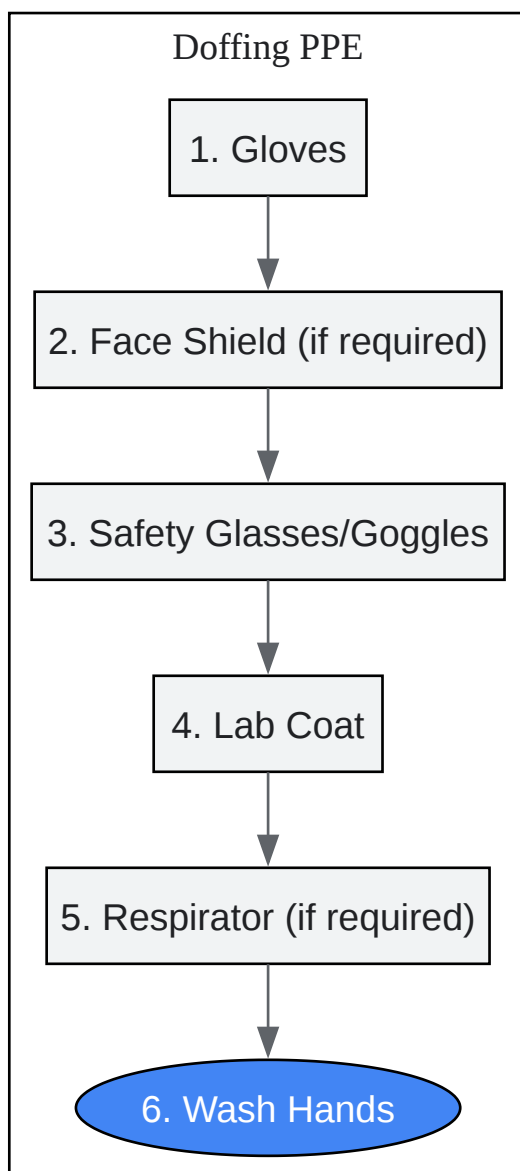 Doffing PPE
1. Gloves
2. Face Shield (if required)
3. Safety Glasses/Goggles
4. Lab Coat
5. Respirator (if required)
6. Wash Hands